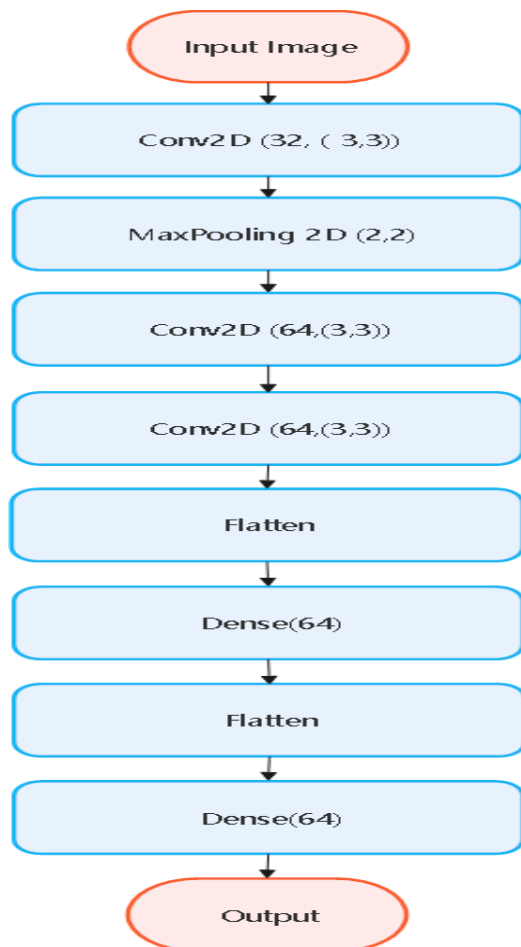 Input Image
Conv2D (32, ( 3,3))
MaxPooling 2D (2,2)
Conv2D (64,(3,3))
Conv2D (64,(3,3))
Flatten
Dense(64)
Flatten
Dense(64)
Output